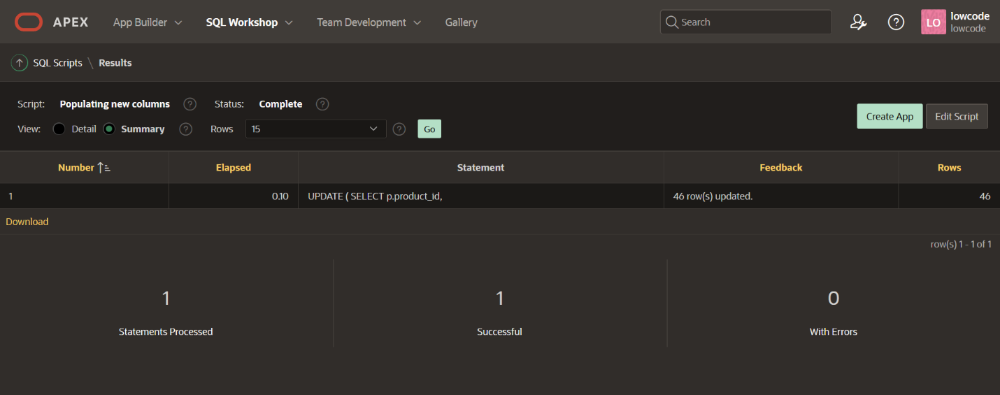 APEX App Builder SQL Workshop Team Development Gallery Search LO lowcode
lowcode
SQL Scripts \ Results
Script: Populating new columns ? Status: Complete ?
Create App Edit Script
View: Detail Summary ? Rows 15 ? Go
Number Elapsed Statement Feedback Rows
1 0.10 UPDATE ( SELECT p.product_id, 46 row(s) updated. 46
Download
row(s) 1 - 1 of 1
1 1 0
Statements Processed Successful With Errors